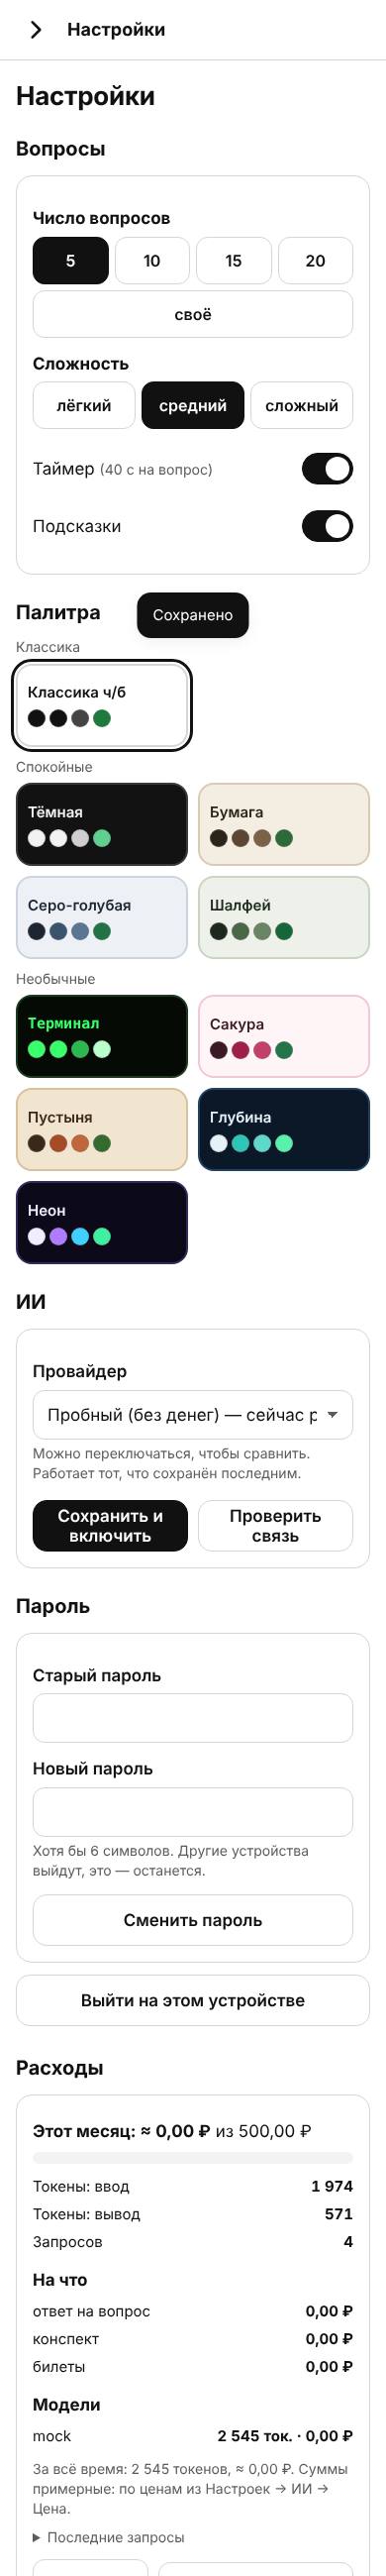 Настройки
Настройки
Вопросы
Число вопросов
5 10 15 20
своё
Сложность
лёгкий средний сложный
Таймер (40 с на вопрос)
Подсказки
Палитра
Сохранено
Классика
Классика ч/б
Спокойные
Тёмная Бумага
Серо-голубая Шалфей
Необычные
Терминал Сакура
Пустыня Глубина
Неон
ИИ
Провайдер
Пробный (без денег) — сейчас р
Можно переключаться, чтобы сравнить.
Работает тот, что сохранён последним.
Сохранить и
включить
Проверить
связь
Пароль
Старый пароль
Новый пароль
Хотя бы 6 символов. Другие устройства
выйдут, это — останется.
Сменить пароль
Выйти на этом устройстве
Расходы
Этот месяц: ≈ 0,00 ₽ из 500,00 ₽
Токены: ввод 1 974
Токены: вывод 571
Запросов 4
На что
ответ на вопрос 0,00 ₽
конспект 0,00 ₽
билеты 0,00 ₽
Модели
mock 2 545 ток. · 0,00 ₽
За всё время: 2 545 токенов, ≈ 0,00 ₽. Суммы
примерные: по ценам из Настроек → ИИ →
Цена.
Последние запросы